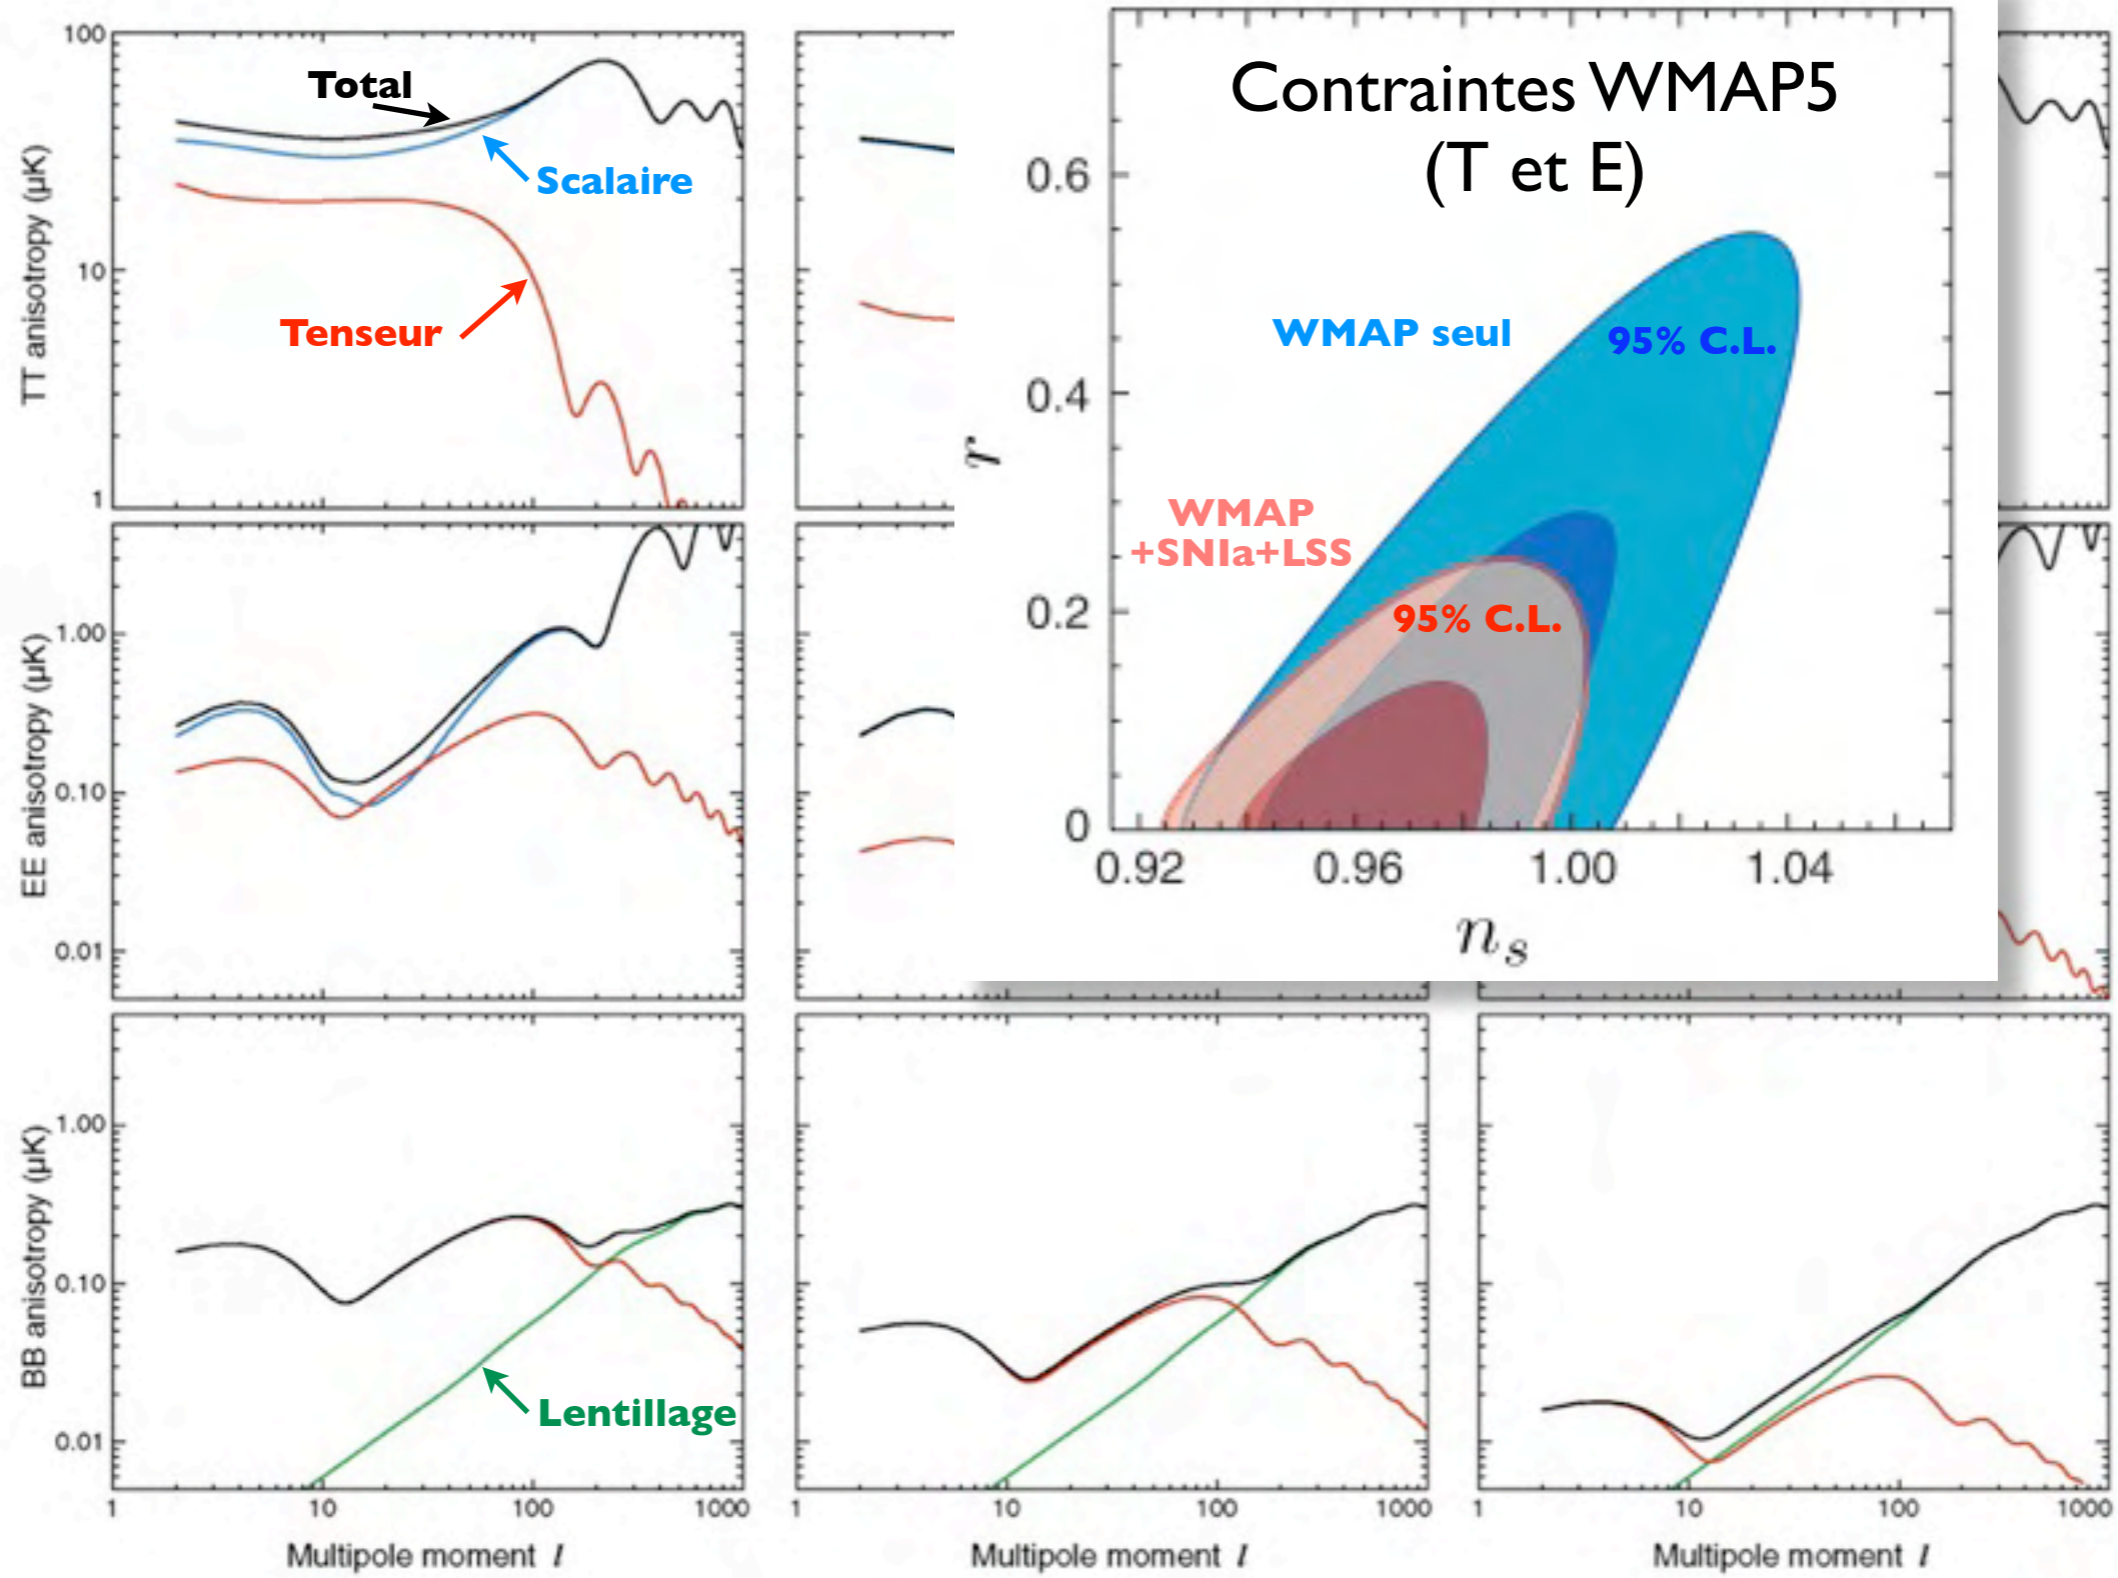 Contraintes WMAP5
(T et E)
100
10
1
TT anisotropy (μK)
Total
Scalaire
Tenseur
0.6
0.4
0.2
0
r
WMAP seul
95% C.L.
WMAP
+SNIa+LSS
95% C.L.
0.92 0.96 1.00 1.04
n_s
1.00
0.10
0.01
EE anisotropy (μK)
1.00
0.10
0.01
BB anisotropy (μK)
Lentillage
1 10 100 1000
1 10 100 1000
1 10 100 1000
Multipole moment l
Multipole moment l
Multipole moment l